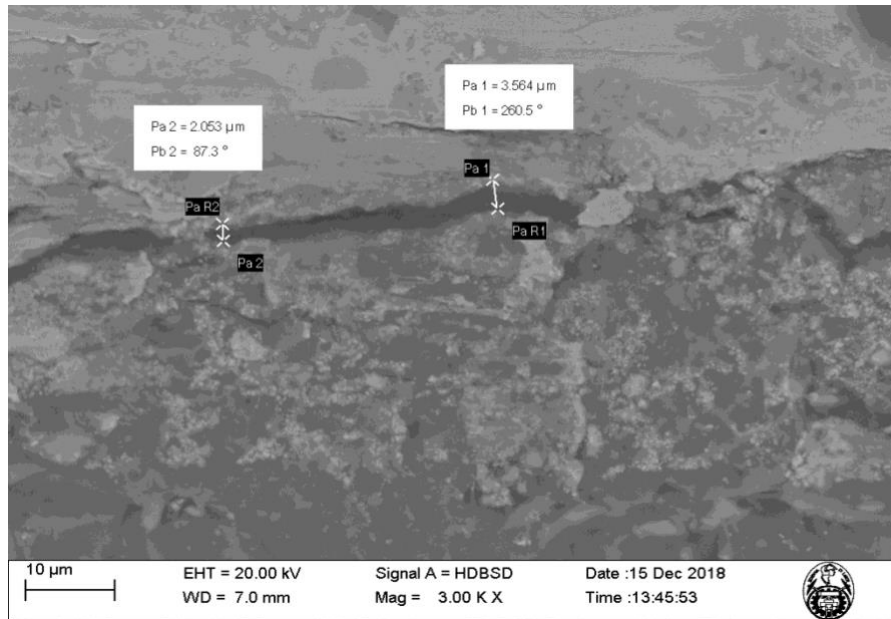 Pa 1 = 3.564 µm
Pb 1 = 260.5 °
Pa 2 = 2.053 µm
Pb 2 = 87.3 °
Pa 1
Pa R2
Pa R1
Pa 2
10 µm
EHT = 20.00 kV
Signal A = HDBSD
Date :15 Dec 2018
WD = 7.0 mm
Mag = 3.00 K X
Time :13:45:53